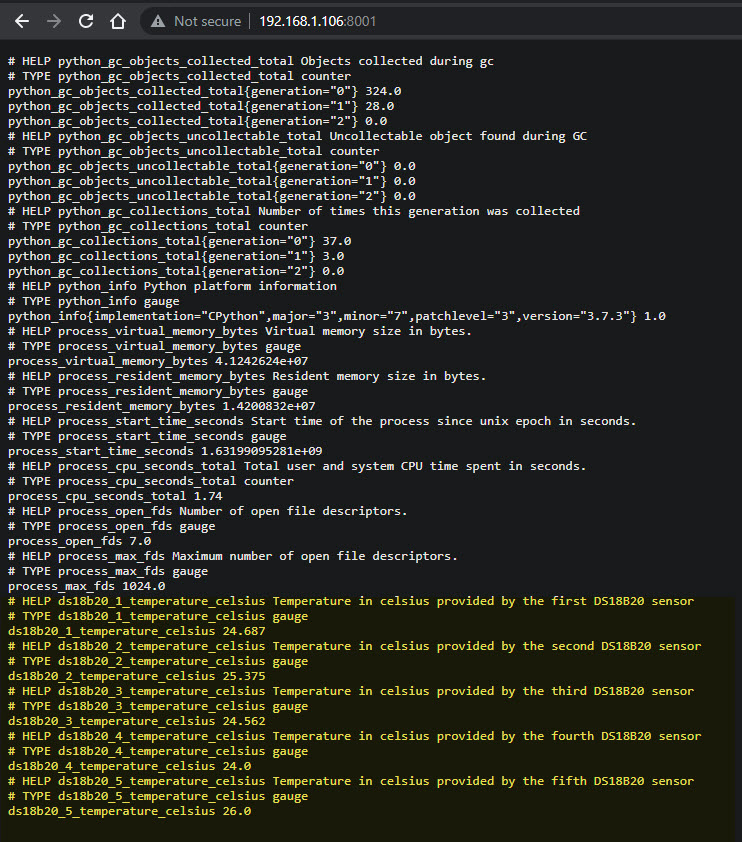 Not secure | 192.168.1.106:8001
# HELP python_gc_objects_collected_total Objects collected during gc
# TYPE python_gc_objects_collected_total counter
python_gc_objects_collected_total{generation="0"} 324.0
python_gc_objects_collected_total{generation="1"} 28.0
python_gc_objects_collected_total{generation="2"} 0.0
# HELP python_gc_objects_uncollectable_total Uncollectable object found during GC
# TYPE python_gc_objects_uncollectable_total counter
python_gc_objects_uncollectable_total{generation="0"} 0.0
python_gc_objects_uncollectable_total{generation="1"} 0.0
python_gc_objects_uncollectable_total{generation="2"} 0.0
# HELP python_gc_collections_total Number of times this generation was collected
# TYPE python_gc_collections_total counter
python_gc_collections_total{generation="0"} 37.0
python_gc_collections_total{generation="1"} 3.0
python_gc_collections_total{generation="2"} 0.0
# HELP python_info Python platform information
# TYPE python_info gauge
python_info{implementation="CPython",major="3",minor="7",patchlevel="3",version="3.7.3"} 1.0
# HELP process_virtual_memory_bytes Virtual memory size in bytes.
# TYPE process_virtual_memory_bytes gauge
process_virtual_memory_bytes 4.1242624e+07
# HELP process_resident_memory_bytes Resident memory size in bytes.
# TYPE process_resident_memory_bytes gauge
process_resident_memory_bytes 1.4200832e+07
# HELP process_start_time_seconds Start time of the process since unix epoch in seconds.
# TYPE process_start_time_seconds gauge
process_start_time_seconds 1.63199095281e+09
# HELP process_cpu_seconds_total Total user and system CPU time spent in seconds.
# TYPE process_cpu_seconds_total counter
process_cpu_seconds_total 1.74
# HELP process_open_fds Number of open file descriptors.
# TYPE process_open_fds gauge
process_open_fds 7.0
# HELP process_max_fds Maximum number of open file descriptors.
# TYPE process_max_fds gauge
process_max_fds 1024.0
# HELP ds18b20_1_temperature_celsius Temperature in celsius provided by the first DS18B20 sensor
# TYPE ds18b20_1_temperature_celsius gauge
ds18b20_1_temperature_celsius 24.687
# HELP ds18b20_2_temperature_celsius Temperature in celsius provided by the second DS18B20 sensor
# TYPE ds18b20_2_temperature_celsius gauge
ds18b20_2_temperature_celsius 25.375
# HELP ds18b20_3_temperature_celsius Temperature in celsius provided by the third DS18B20 sensor
# TYPE ds18b20_3_temperature_celsius gauge
ds18b20_3_temperature_celsius 24.562
# HELP ds18b20_4_temperature_celsius Temperature in celsius provided by the fourth DS18B20 sensor
# TYPE ds18b20_4_temperature_celsius gauge
ds18b20_4_temperature_celsius 24.0
# HELP ds18b20_5_temperature_celsius Temperature in celsius provided by the fifth DS18B20 sensor
# TYPE ds18b20_5_temperature_celsius gauge
ds18b20_5_temperature_celsius 26.0